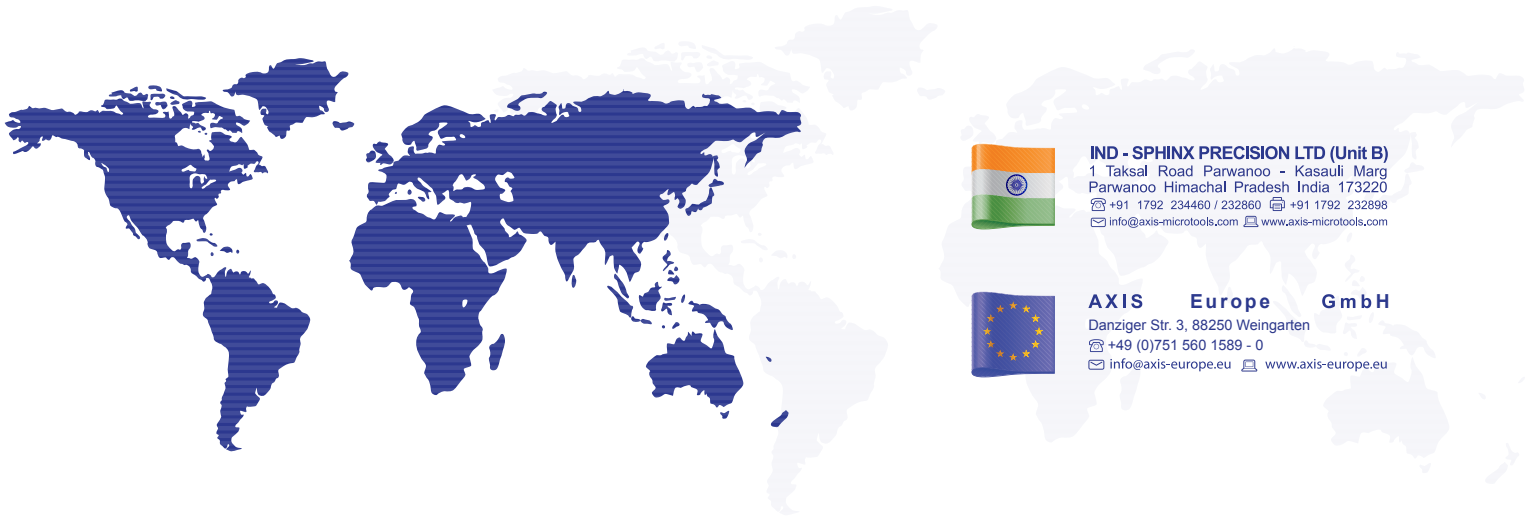 IND - SPHINX PRECISION LTD (Unit B)
1 Taksal Road Parwanoo - Kasauli Marg
Parwanoo Himachal Pradesh India 173220
+91 1792 234460 / 232860 +91 1792 232898
info@axis-microtools.com www.axis-microtools.com
AXIS Europe GmbH
Danziger Str. 3, 88250 Weingarten
+49 (0)751 560 1589 - 0
info@axis-europe.eu www.axis-europe.eu